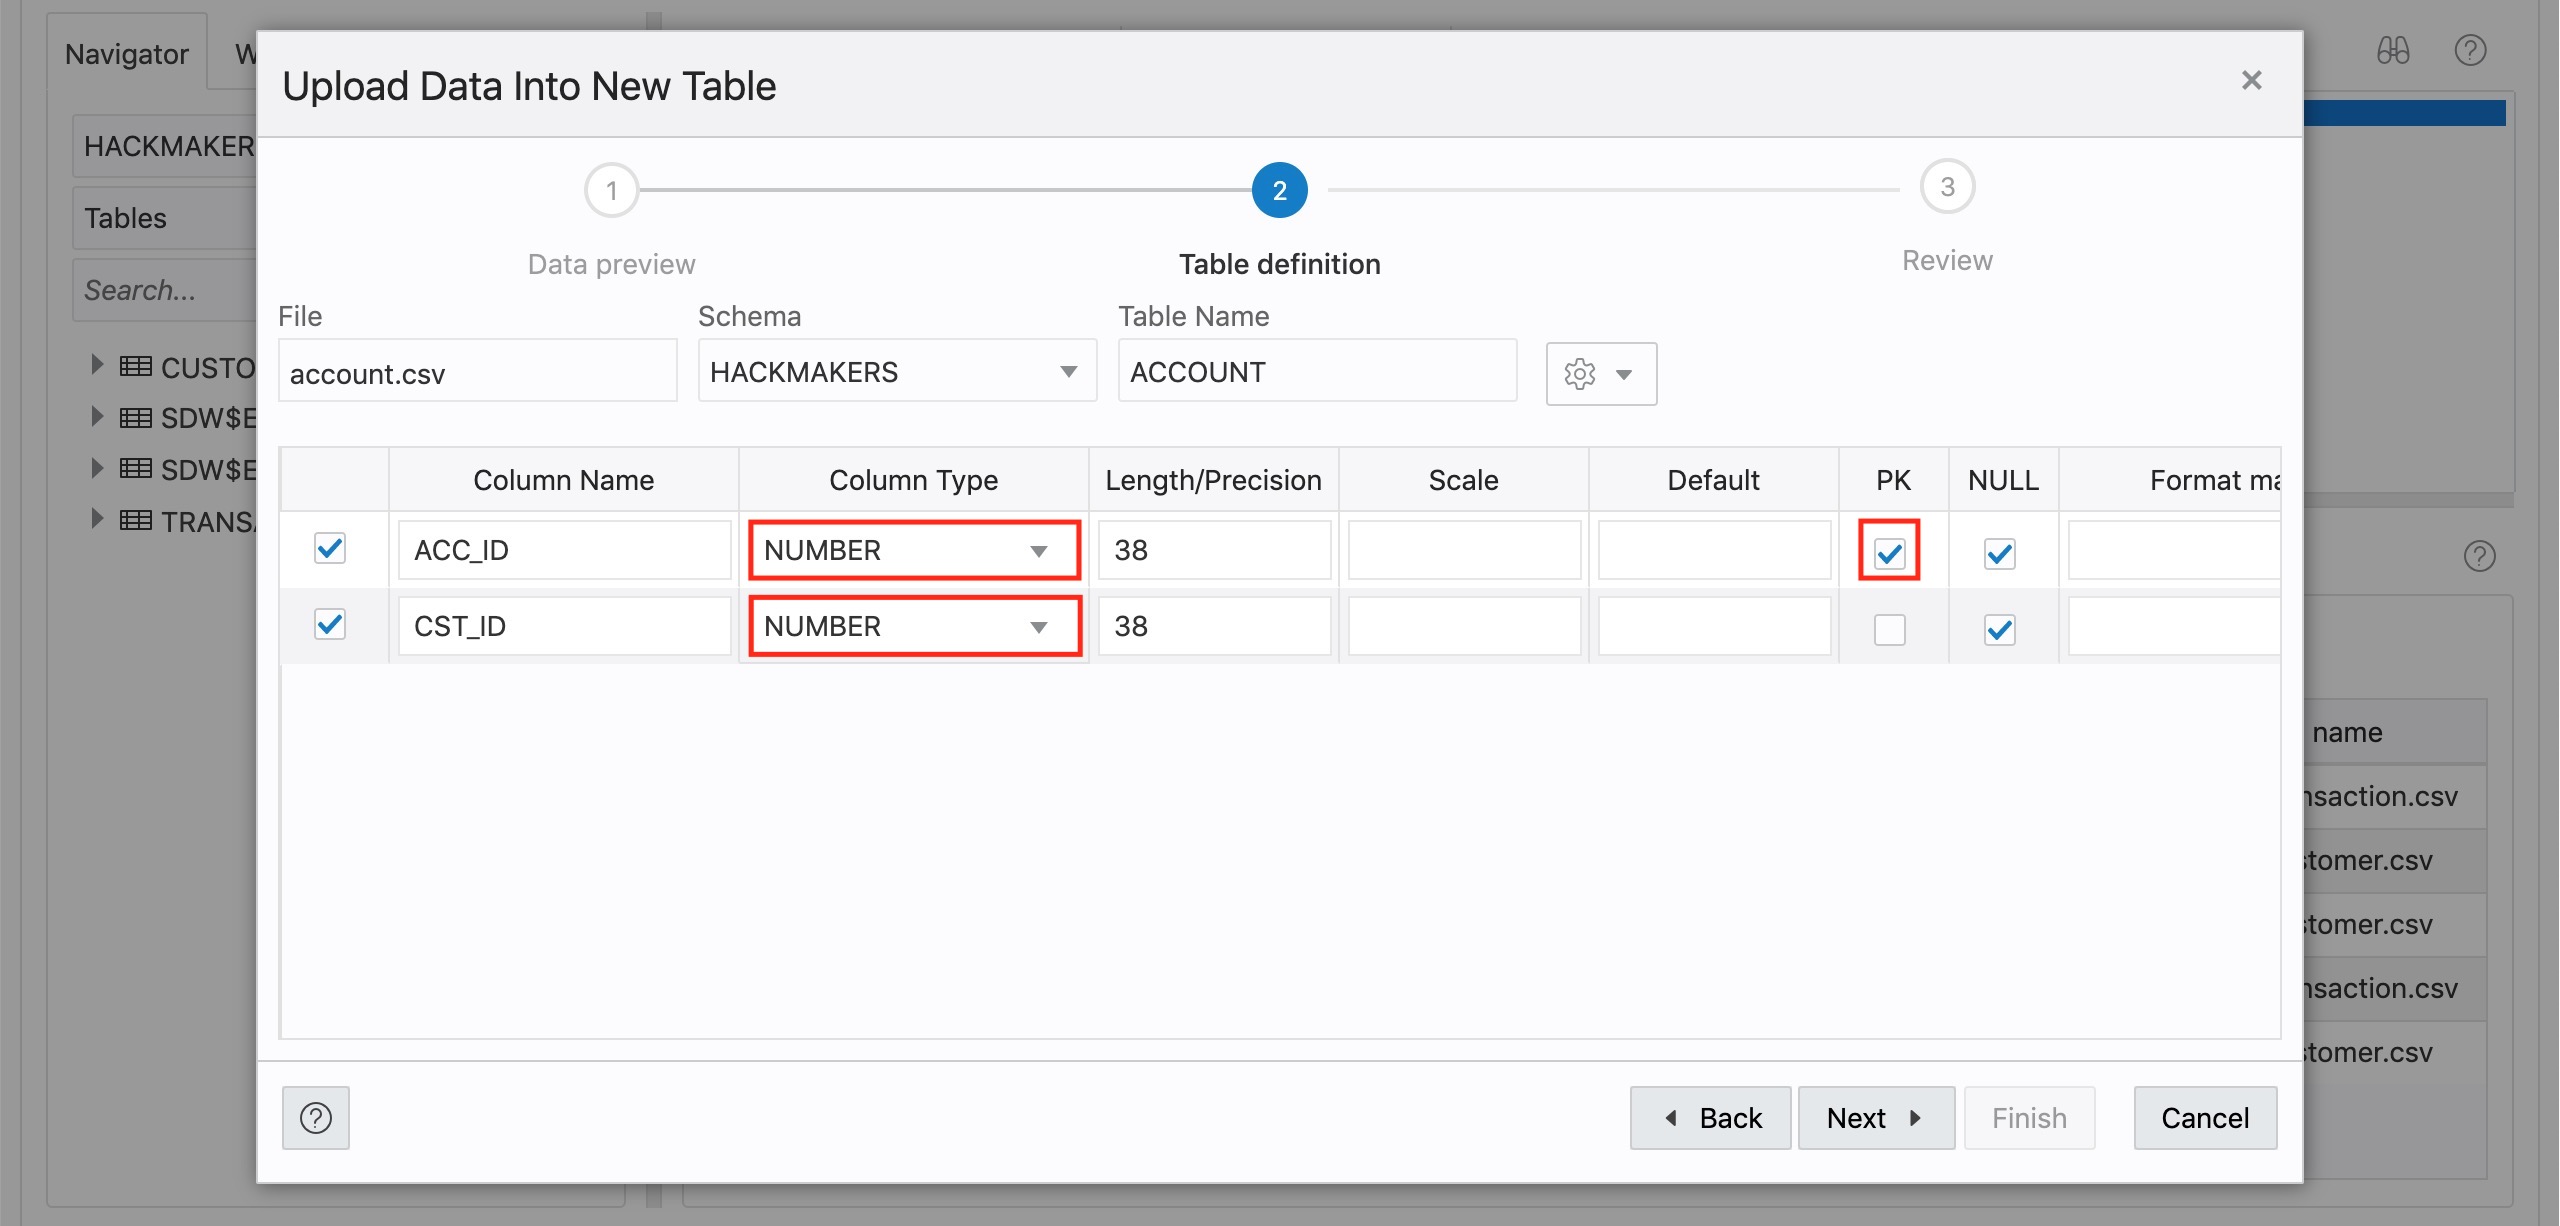 Navigator
Upload Data Into New Table
HACKMAKER
Tables
Search...
CUSTO
SDW$E
SDW$E
TRANSA
1
2
3
Data preview
Table definition
Review
File
Schema
Table Name
account.csv
HACKMAKERS
ACCOUNT
Column Name
Column Type
Length/Precision
Scale
Default
PK
NULL
Format ma
ACC_ID
NUMBER
38
CST_ID
NUMBER
38
name
nsaction.csv
stomer.csv
stomer.csv
nsaction.csv
stomer.csv
Back
Next
Finish
Cancel